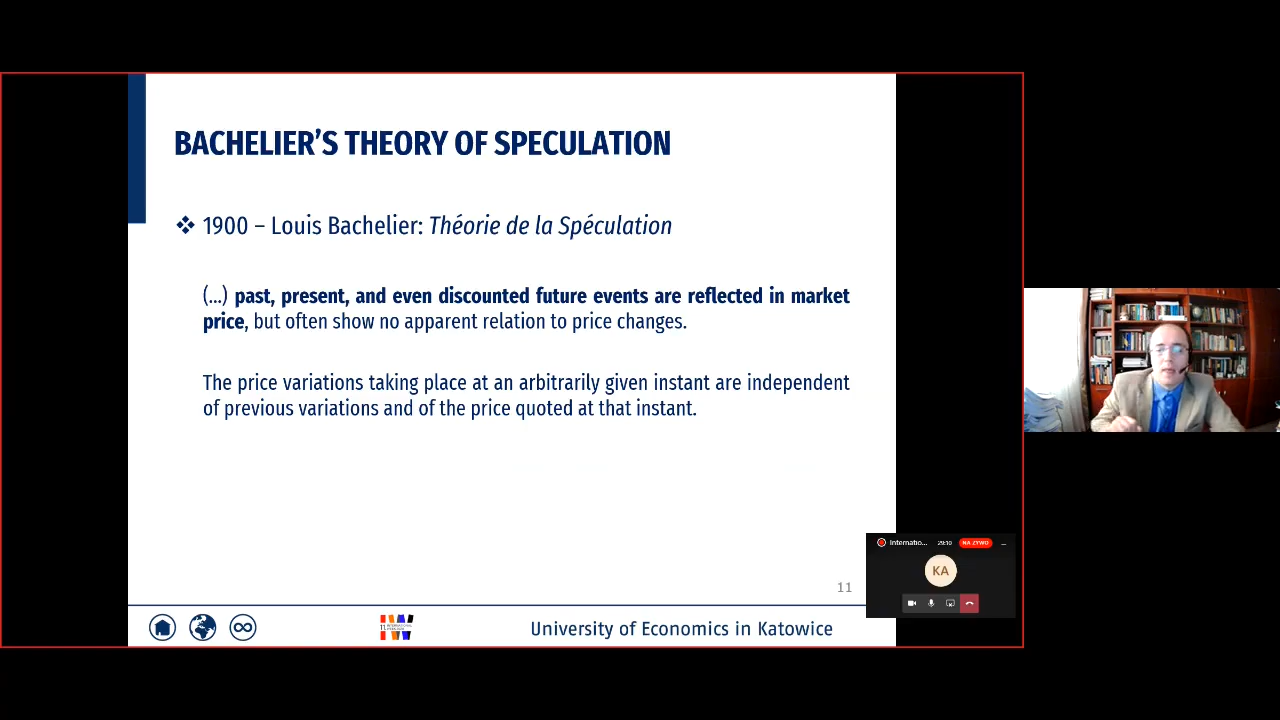 BACHELIER'S THEORY OF SPECULATION
❖ 1900 – Louis Bachelier: Théorie de la Spéculation
(...) past, present, and even discounted future events are reflected in market
price, but often show no apparent relation to price changes.
The price variations taking place at an arbitrarily given instant are independent
of previous variations and of the price quoted at that instant.
11
Internatio... 29:10 NA ŻYWO ...
KA
University of Economics in Katowice